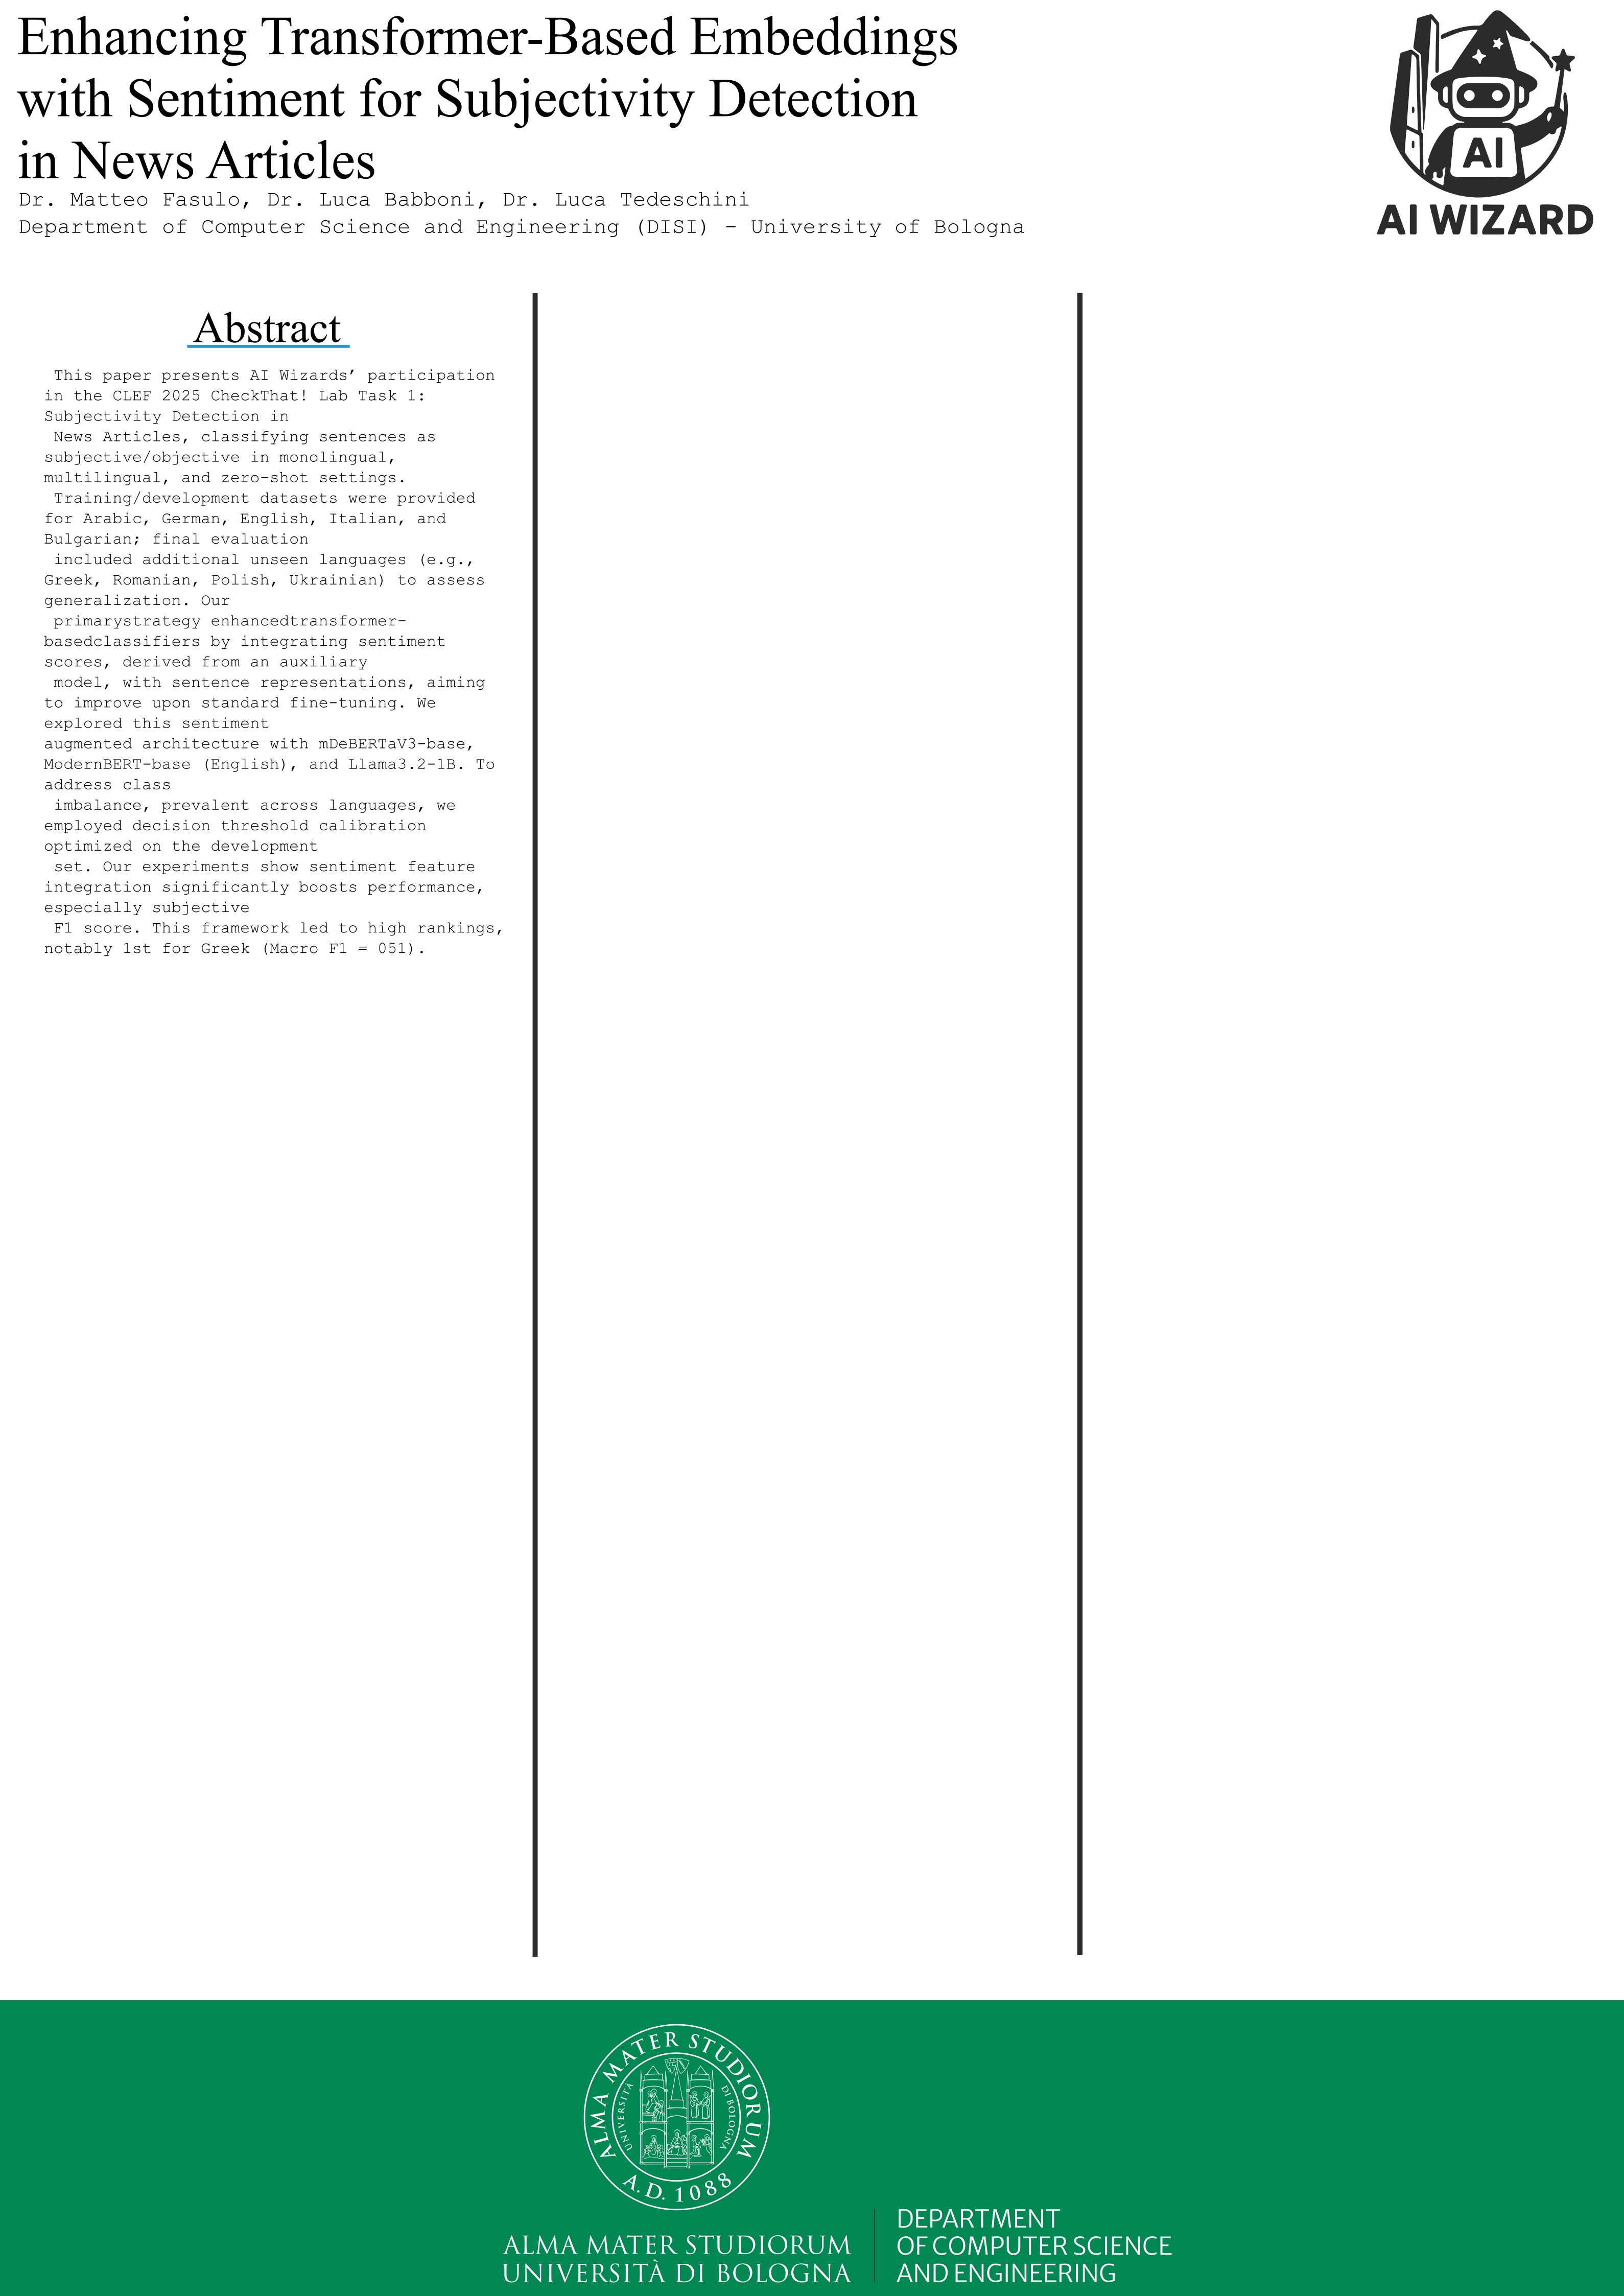 Enhancing Transformer-Based Embeddings
with Sentiment for Subjectivity Detection
in News Articles
Dr. Matteo Fasulo, Dr. Luca Babboni, Dr. Luca Tedeschini
Department of Computer Science and Engineering (DISI) - University of Bologna
AI
AI WIZARD
Abstract
This paper presents AI Wizards’ participation
in the CLEF 2025 CheckThat! Lab Task 1:
Subjectivity Detection in
News Articles, classifying sentences as
subjective/objective in monolingual,
multilingual, and zero-shot settings.
Training/development datasets were provided
for Arabic, German, English, Italian, and
Bulgarian; final evaluation
included additional unseen languages (e.g.,
Greek, Romanian, Polish, Ukrainian) to assess
generalization. Our
primarystrategy enhancedtransformer-
basedclassifiers by integrating sentiment
scores, derived from an auxiliary
model, with sentence representations, aiming
to improve upon standard fine-tuning. We
explored this sentiment
augmented architecture with mDeBERTaV3-base,
ModernBERT-base (English), and Llama3.2-1B. To
address class
imbalance, prevalent across languages, we
employed decision threshold calibration
optimized on the development
set. Our experiments show sentiment feature
integration significantly boosts performance,
especially subjective
F1 score. This framework led to high rankings,
notably 1st for Greek (Macro F1 = 051).
ALMA MATER STUDIORUM
UNIVERSITÀ DI BOLOGNA
A.D. 1088
ALMA MATER STUDIORUM
UNIVERSITÀ DI BOLOGNA
DEPARTMENT
OF COMPUTER SCIENCE
AND ENGINEERING